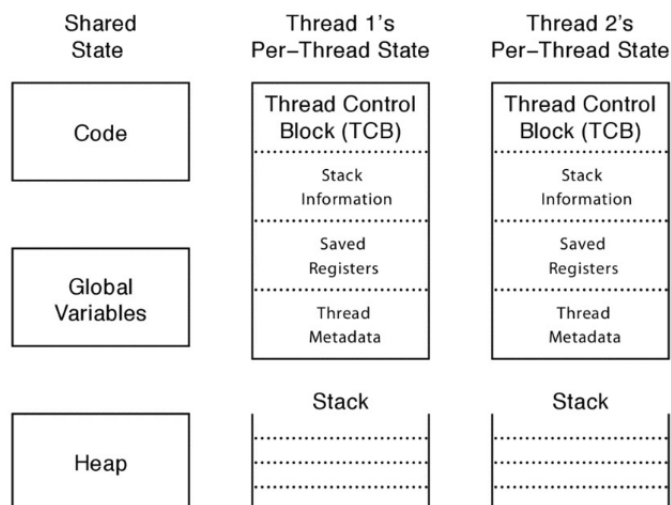 Shared
State
Thread 1's
Per–Thread State
Thread 2's
Per–Thread State
Code
Global
Variables
Heap
Thread Control
Block (TCB)
Stack
Information
Saved
Registers
Thread
Metadata
Stack
Thread Control
Block (TCB)
Stack
Information
Saved
Registers
Thread
Metadata
Stack